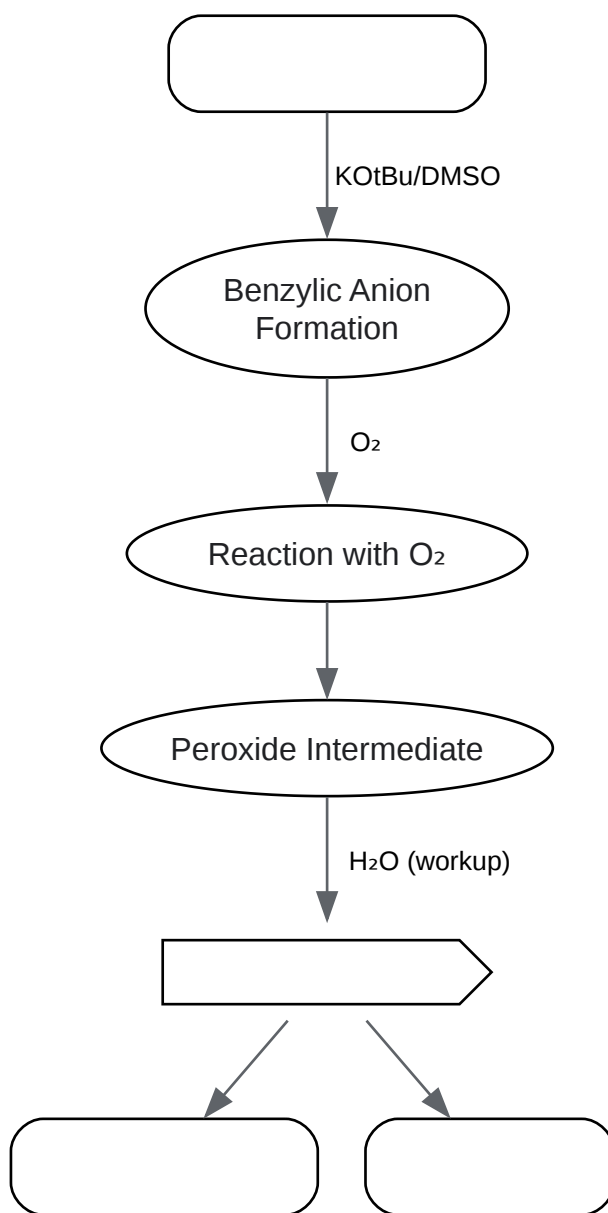 KOtBu/DMSO
Benzylic Anion
Formation
O₂
Reaction with O₂
Peroxide Intermediate
H₂O (workup)